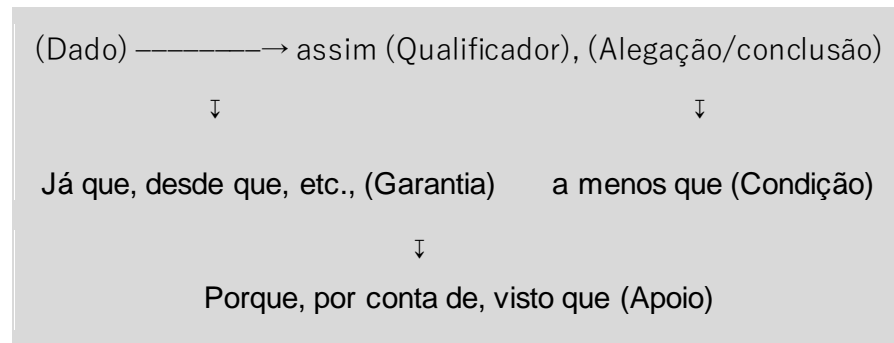 (Dado) ————————→ assim (Qualificador), (Alegação/conclusão)
↧ ↧
Já que, desde que, etc., (Garantia) a menos que (Condição)
↧
Porque, por conta de, visto que (Apoio)